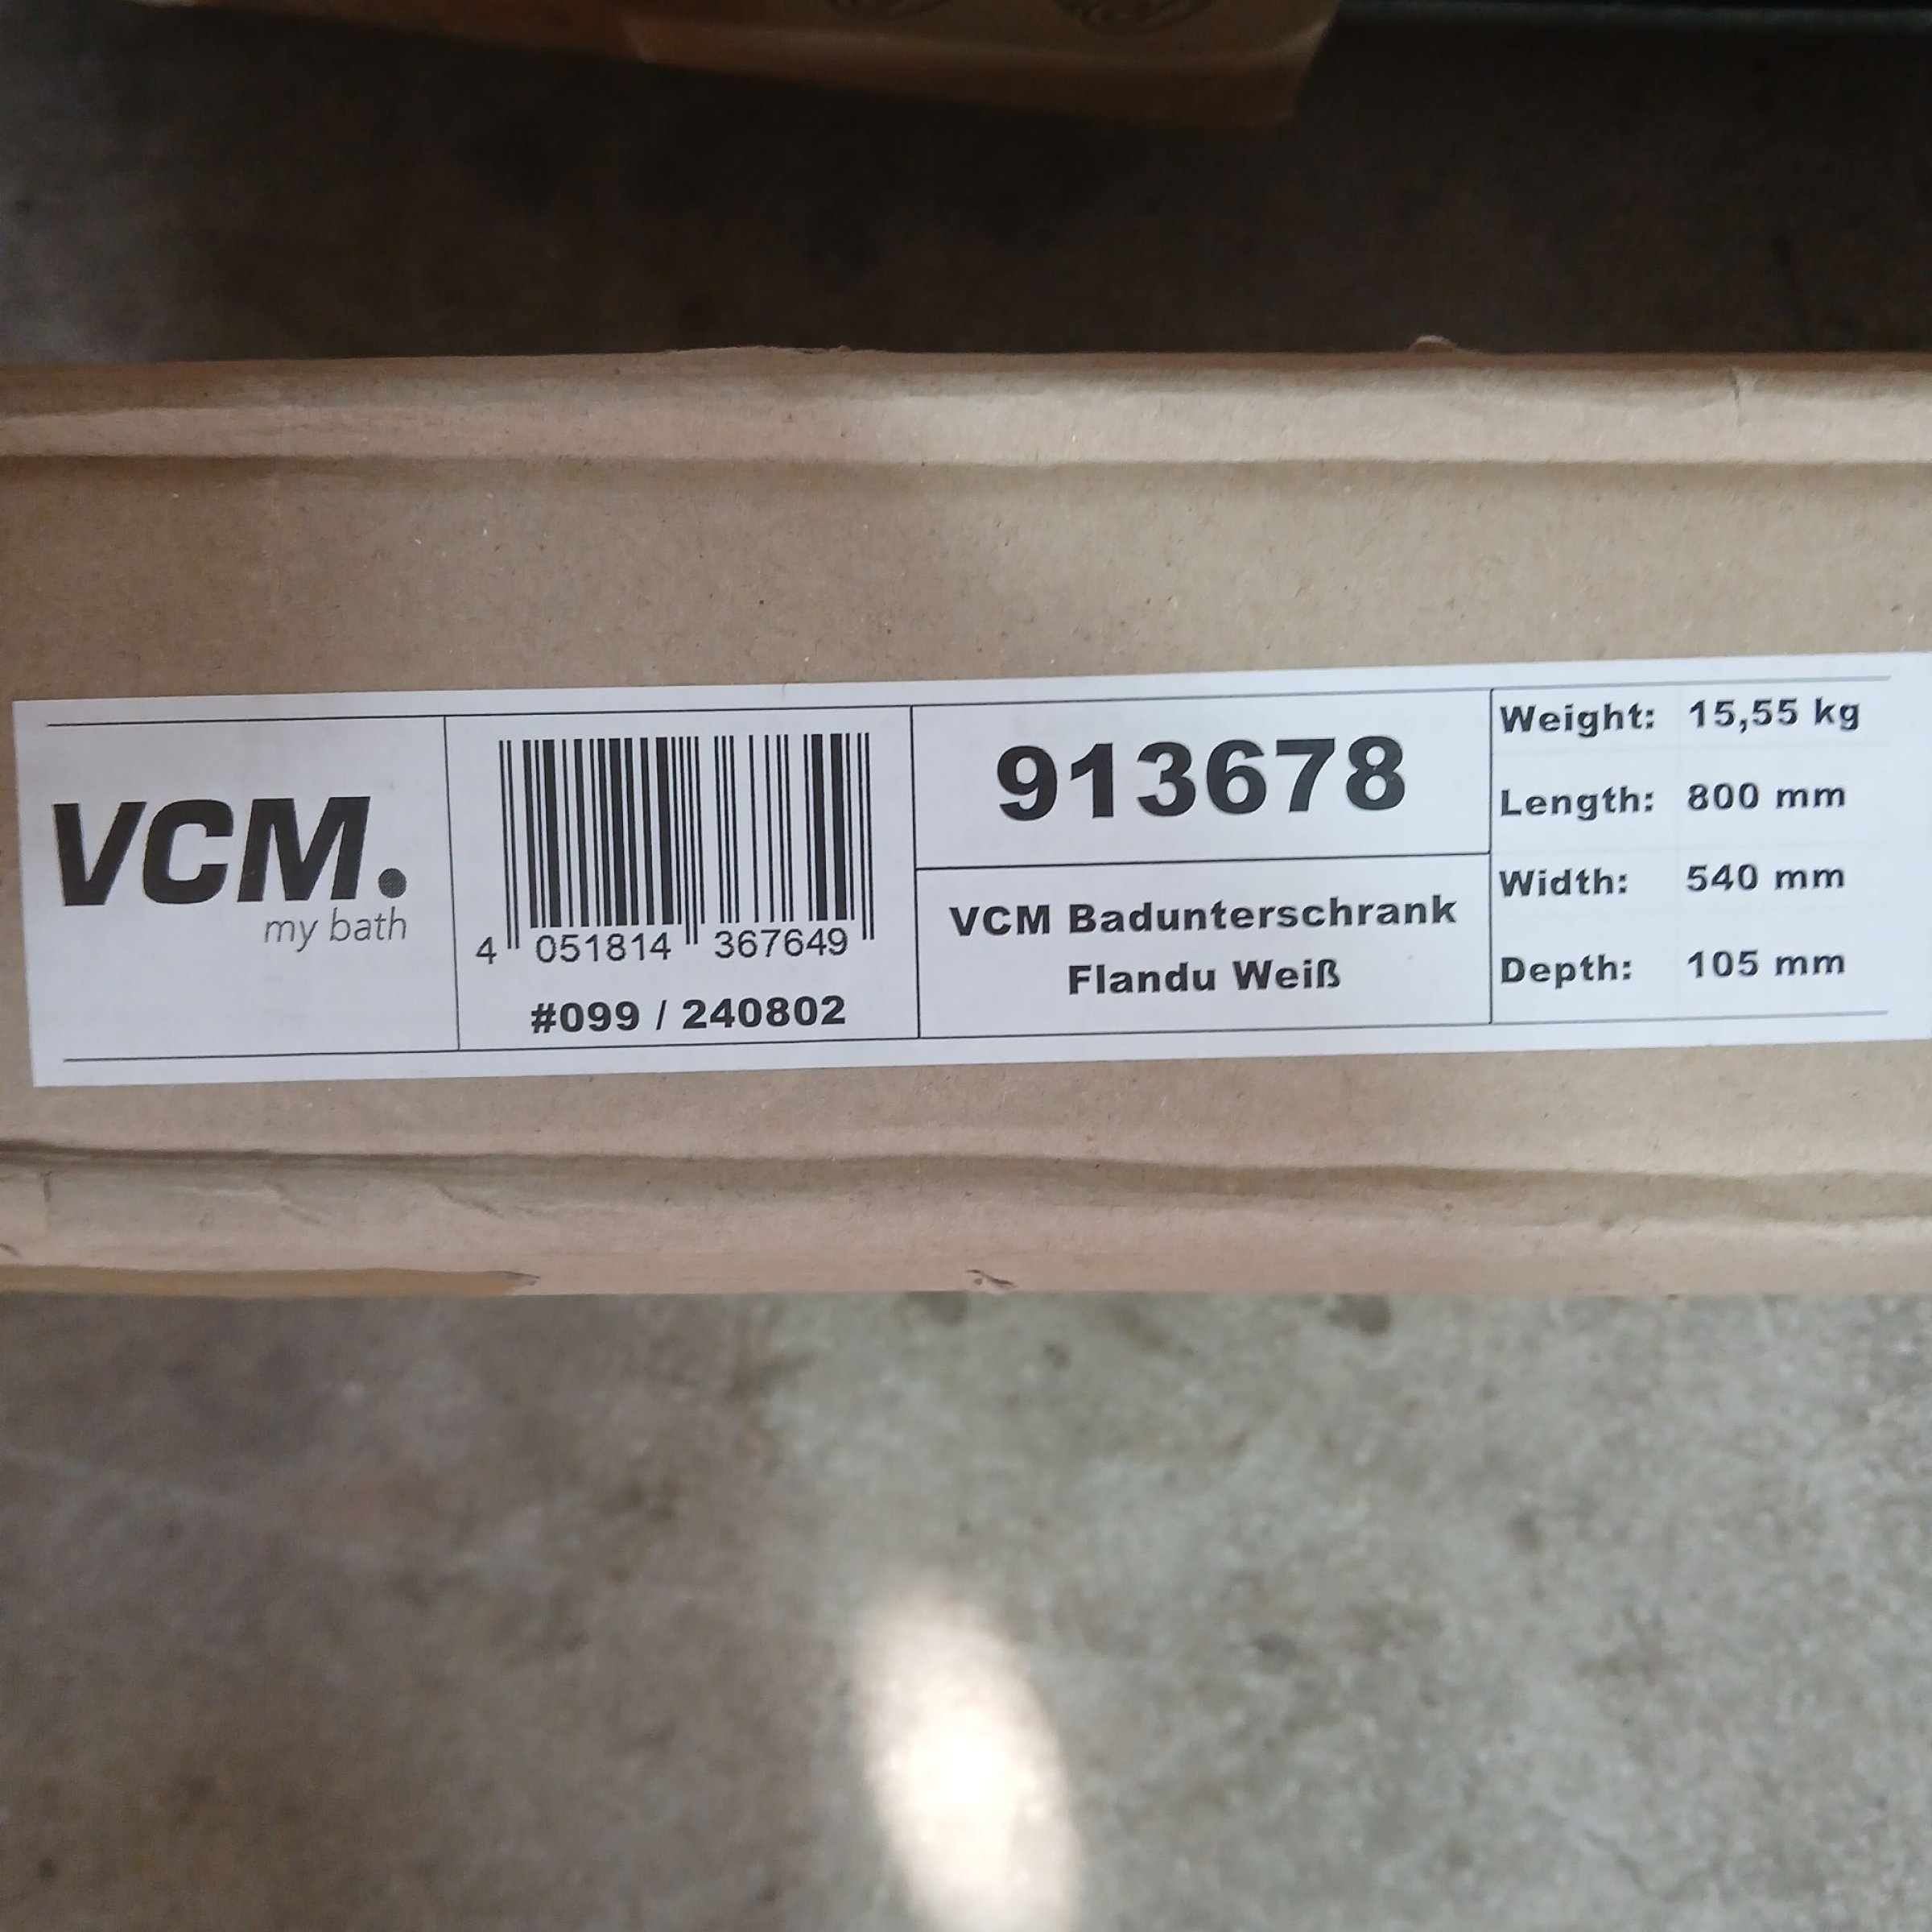 VCM.
my bath
4 051814 367649
#099 / 240802
913678
VCM Badunterschrank
Flandu Weiß
Weight: 15,55 kg
Length: 800 mm
Width: 540 mm
Depth: 105 mm